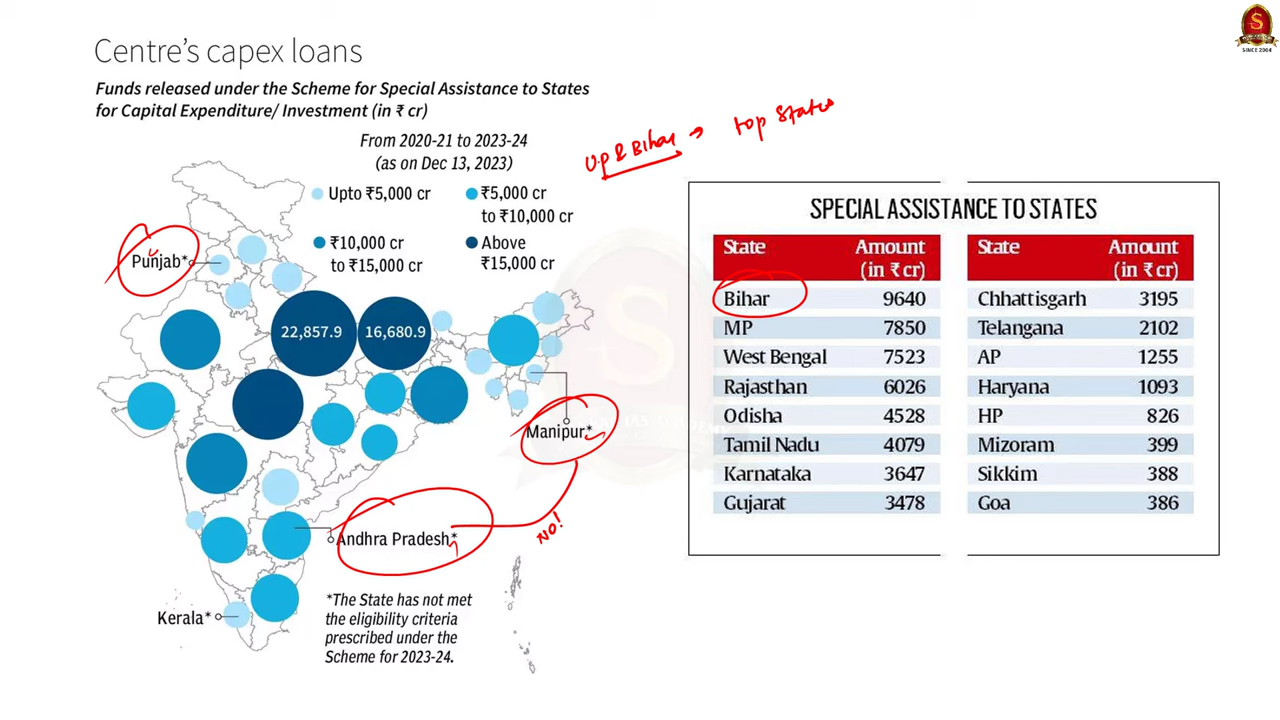 Centre's capex loans
Funds released under the Scheme for Special Assistance to States
for Capital Expenditure/ Investment (in ₹ cr)
From 2020-21 to 2023-24
(as on Dec 13, 2023)
Upto ₹5,000 cr
₹5,000 cr
to ₹10,000 cr
₹10,000 cr
to ₹15,000 cr
Above
₹15,000 cr
U.P & Bihar → top States
Punjab*
22,857.9
16,680.9
Manipur*
Andhra Pradesh*
NO!
Kerala*
*The State has not met
the eligibility criteria
prescribed under the
Scheme for 2023-24.
SPECIAL ASSISTANCE TO STATES
State Amount
(in ₹ cr)
Bihar 9640
MP 7850
West Bengal 7523
Rajasthan 6026
Odisha 4528
Tamil Nadu 4079
Karnataka 3647
Gujarat 3478
State Amount
(in ₹ cr)
Chhattisgarh 3195
Telangana 2102
AP 1255
Haryana 1093
HP 826
Mizoram 399
Sikkim 388
Goa 386
S
SINCE 2004